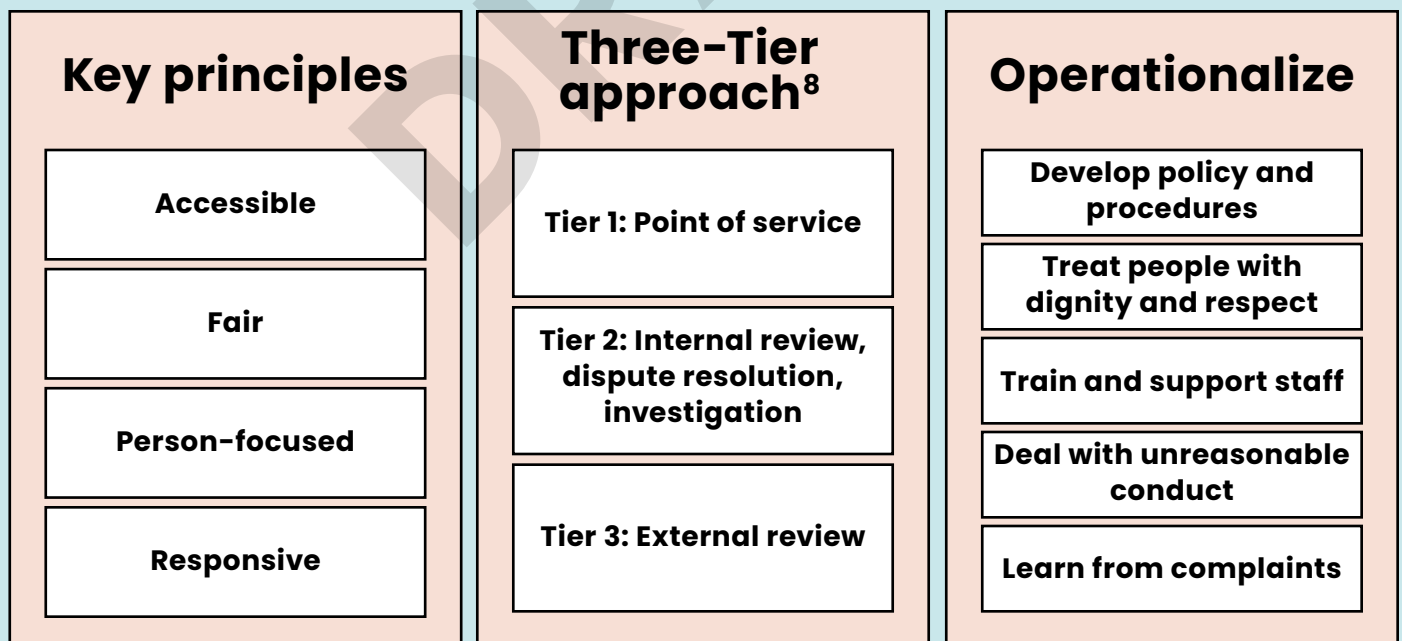 Key principles
Accessible
Fair
Person-focused
Responsive
Three-Tier
approach⁸
Tier 1: Point of service
Tier 2: Internal review,
dispute resolution,
investigation
Tier 3: External review
Operationalize
Develop policy and
procedures
Treat people with
dignity and respect
Train and support staff
Deal with unreasonable
conduct
Learn from complaints